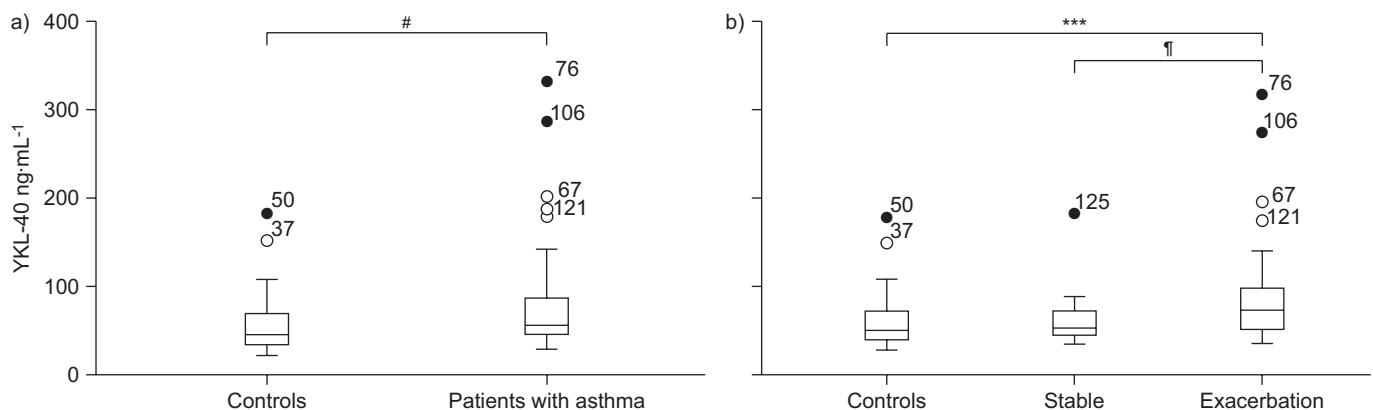 a)
400
300
200
100
0
YKL-40 ng·mL-1
#
76
106
67
121
50
37
Controls
Patients with asthma
b)
***
¶
76
106
67
121
50
37
125
Controls
Stable
Exacerbation